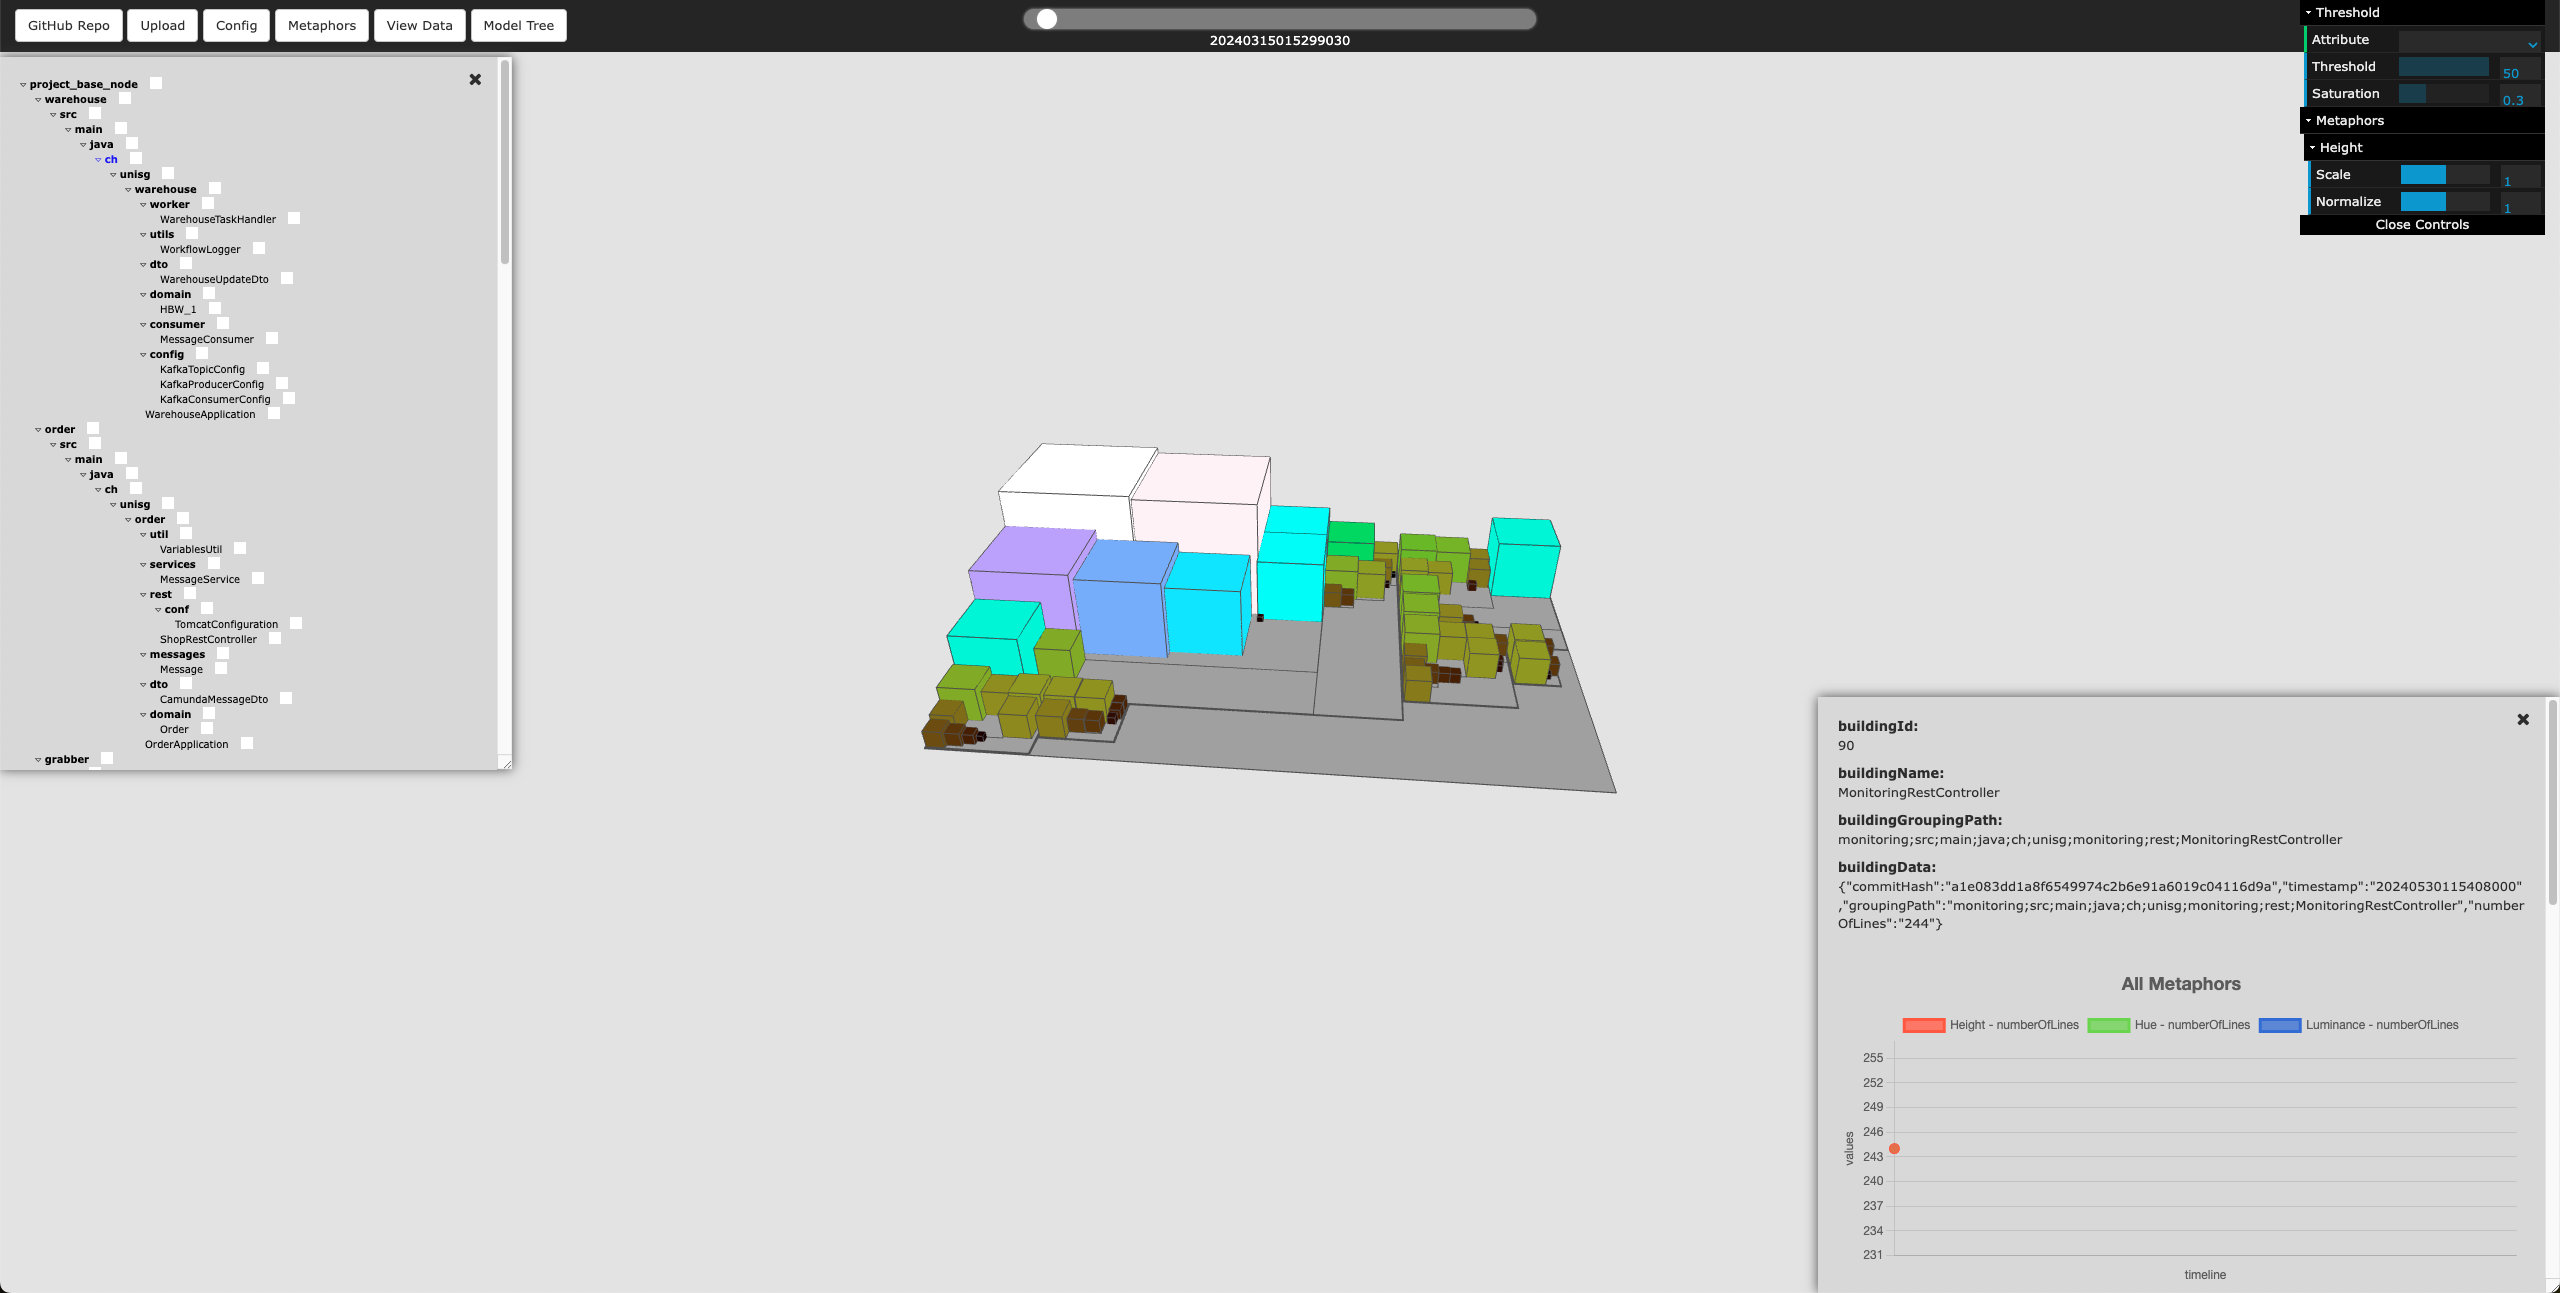 GitHub Repo Upload Config Metaphors View Data Model Tree
20240315015299030
project_base_node
warehouse
src
main
java
ch
unisg
warehouse
worker
WarehouseTaskHandler
utils
WorkflowLogger
dto
WarehouseUpdateDto
domain
HBW_1
consumer
MessageConsumer
config
KafkaTopicConfig
KafkaProducerConfig
KafkaConsumerConfig
WarehouseApplication
order
src
main
java
ch
unisg
order
util
VariablesUtil
services
MessageService
rest
conf
TomcatConfiguration
ShopRestController
messages
Message
dto
CamundaMessageDto
domain
Order
OrderApplication
grabber
Threshold
Attribute
Threshold 50
Saturation 0.3
Metaphors
Height
Scale 1
Normalize 1
Close Controls
buildingId:
90
buildingName:
MonitoringRestController
buildingGroupingPath:
monitoring;src;main;java;ch;unisg;monitoring;rest;MonitoringRestController
buildingData:
{"commitHash":"a1e083dd1a8f6549974c2b6e91a6019c04116d9a","timestamp":"20240530115408000"
,"groupingPath":"monitoring;src;main;java;ch;unisg;monitoring;rest;MonitoringRestController","number
OfLines":"244"}
All Metaphors
Height - numberOfLines Hue - numberOfLines Luminance - numberOfLines
255
252
249
246
243
240
237
234
231
values
timeline